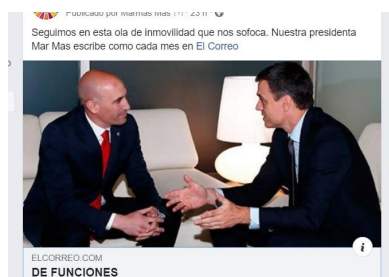 Publicado por Marmas Mas
23 h
Seguimos en esta ola de inmovilidad que nos sofoca. Nuestra presidenta
Mar Mas escribe como cada mes en El Correo
i
ELCORREO.COM
DE FUNCIONES